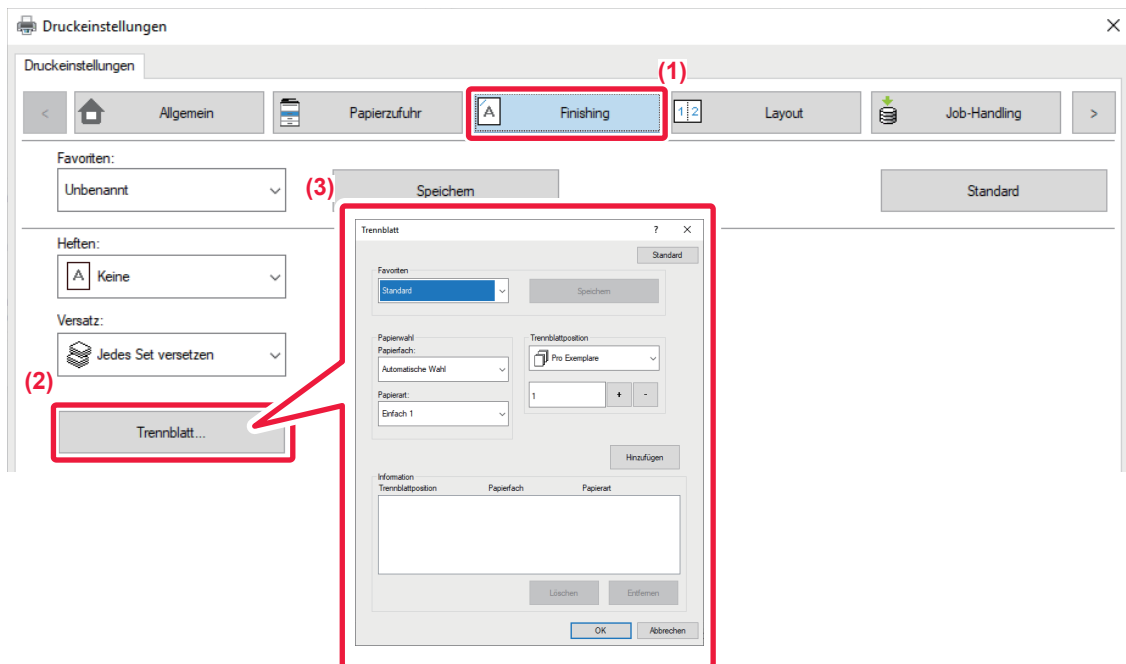 Druckeinstellungen
Druckeinstellungen
(1)
< Allgemein Papierzufuhr A Finishing 1 2 Layout Job-Handling >
Favoriten:
Unbenannt
(3)
Speichern
Standard
Heften:
A Keine
Versatz:
Jedes Set versetzen
(2)
Trennblatt...
Trennblatt ? ×
Standard
Favoriten
Standard
Speichern
Papierwahl
Papierfach:
Automatische Wahl
Papierart:
Einfach 1
Trennblattposition
Pro Exemplare
1 + -
Hinzufügen
Information
Trennblattposition Papierfach Papierart
Löschen Entfernen
OK Abbrechen